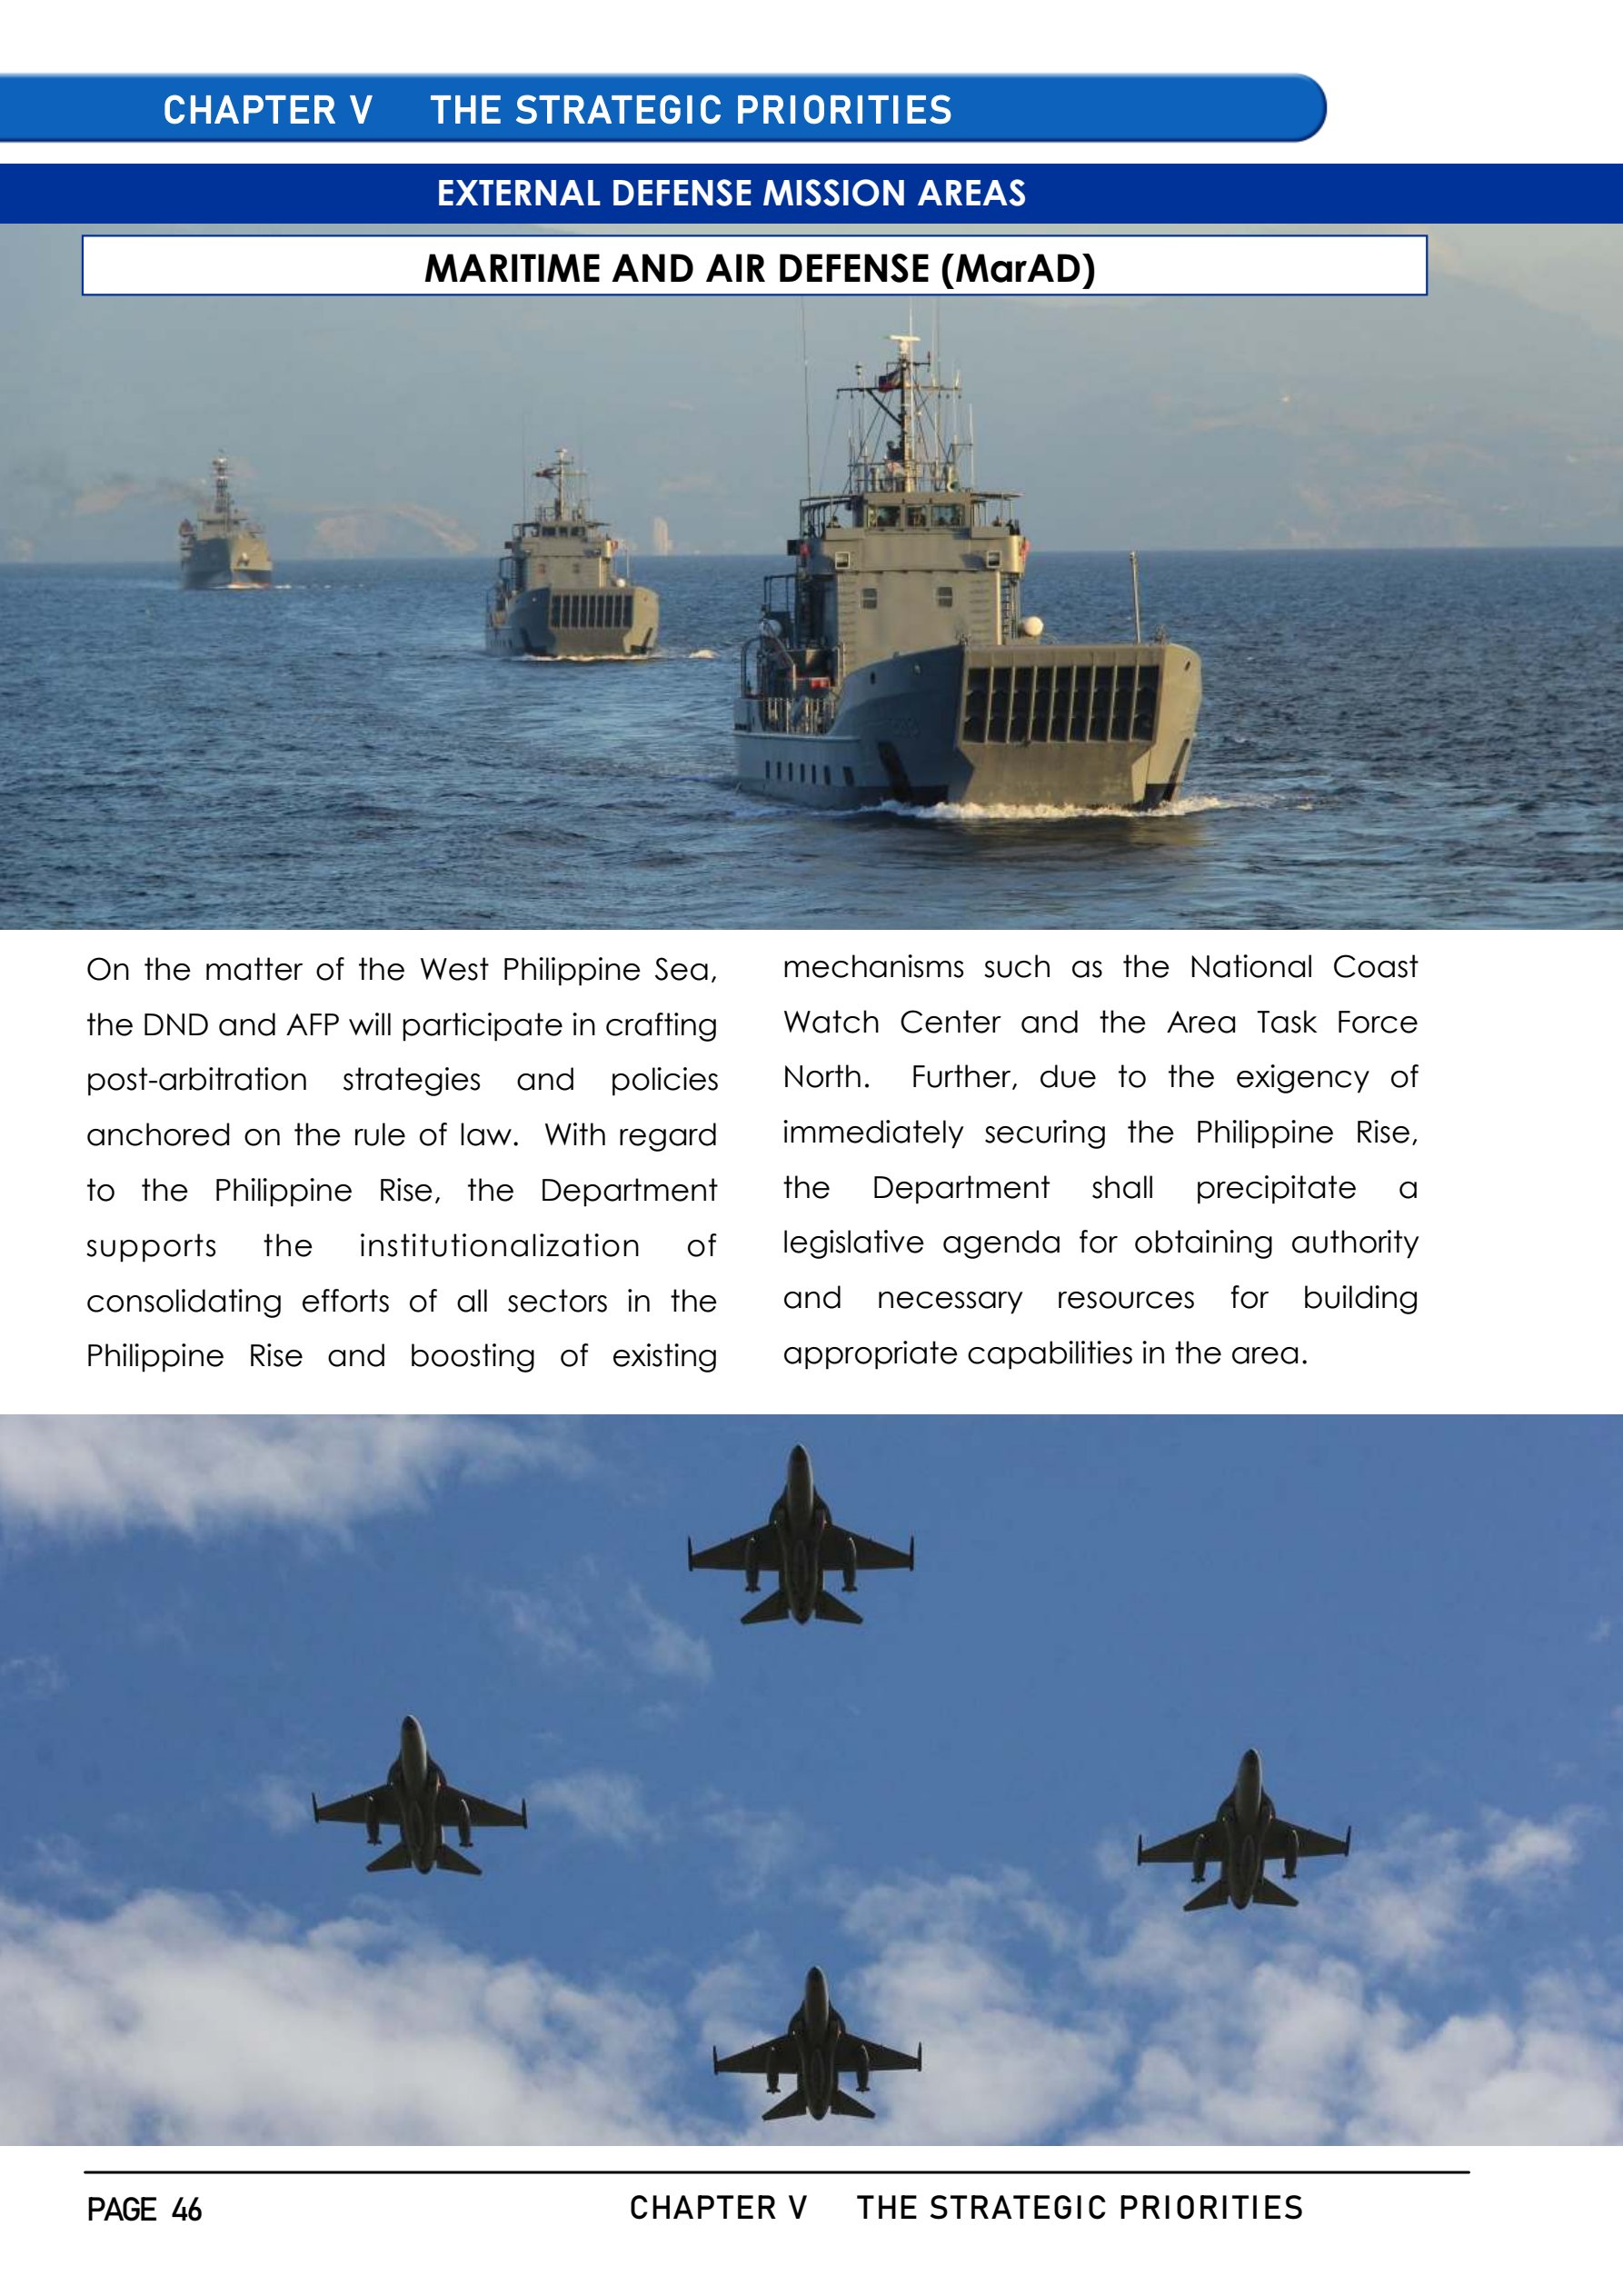 CHAPTER V THE STRATEGIC PRIORITIES
EXTERNAL DEFENSE MISSION AREAS
MARITIME AND AIR DEFENSE (MarAD)
On the matter of the West Philippine Sea,
the DND and AFP will participate in crafting
post-arbitration strategies and policies
anchored on the rule of law. With regard
to the Philippine Rise, the Department
supports the institutionalization of
consolidating efforts of all sectors in the
Philippine Rise and boosting of existing
mechanisms such as the National Coast
Watch Center and the Area Task Force
North. Further, due to the exigency of
immediately securing the Philippine Rise,
the Department shall precipitate a
legislative agenda for obtaining authority
and necessary resources for building
appropriate capabilities in the area.
PAGE 46
CHAPTER V THE STRATEGIC PRIORITIES